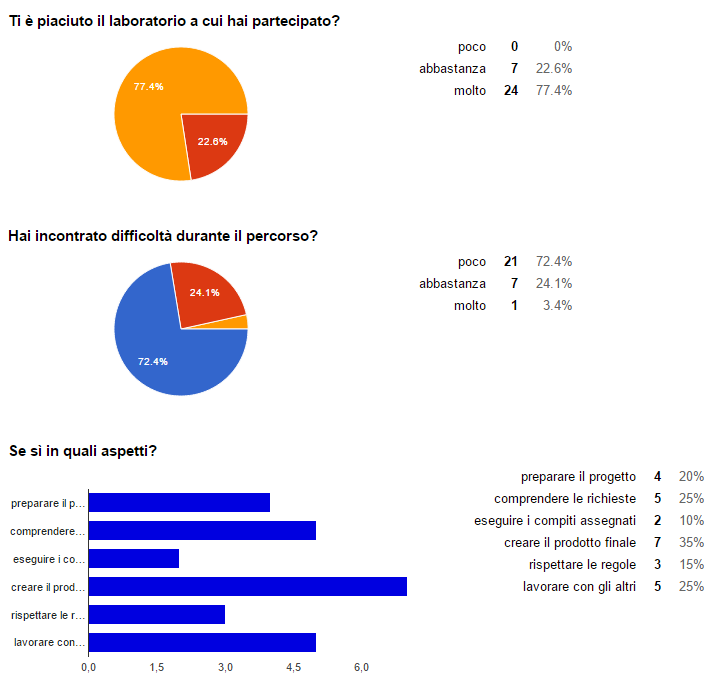 Ti è piaciuto il laboratorio a cui hai partecipato?
poco 0 0%
abbastanza 7 22.6%
molto 24 77.4%
77.4%
22.6%
Hai incontrato difficoltà durante il percorso?
poco 21 72.4%
abbastanza 7 24.1%
molto 1 3.4%
24.1%
72.4%
Se sì in quali aspetti?
preparare il progetto 4 20%
comprendere le richieste 5 25%
eseguire i compiti assegnati 2 10%
creare il prodotto finale 7 35%
rispettare le regole 3 15%
lavorare con gli altri 5 25%
preparare il p...
comprendere...
eseguire i co...
creare il prod...
rispettare le r...
lavorare con...
0,0 1,5 3,0 4,5 6,0